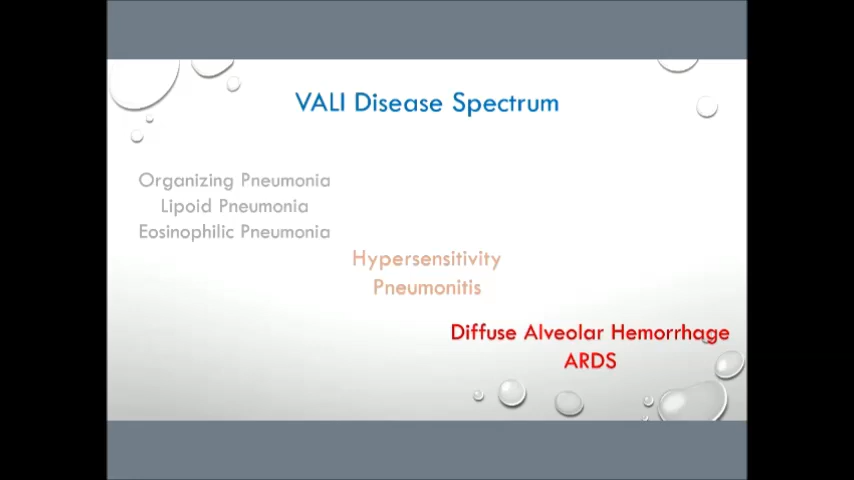 VALI Disease Spectrum
Organizing Pneumonia
Lipoid Pneumonia
Eosinophilic Pneumonia
Hypersensitivity
Pneumonitis
Diffuse Alveolar Hemorrhage
ARDS